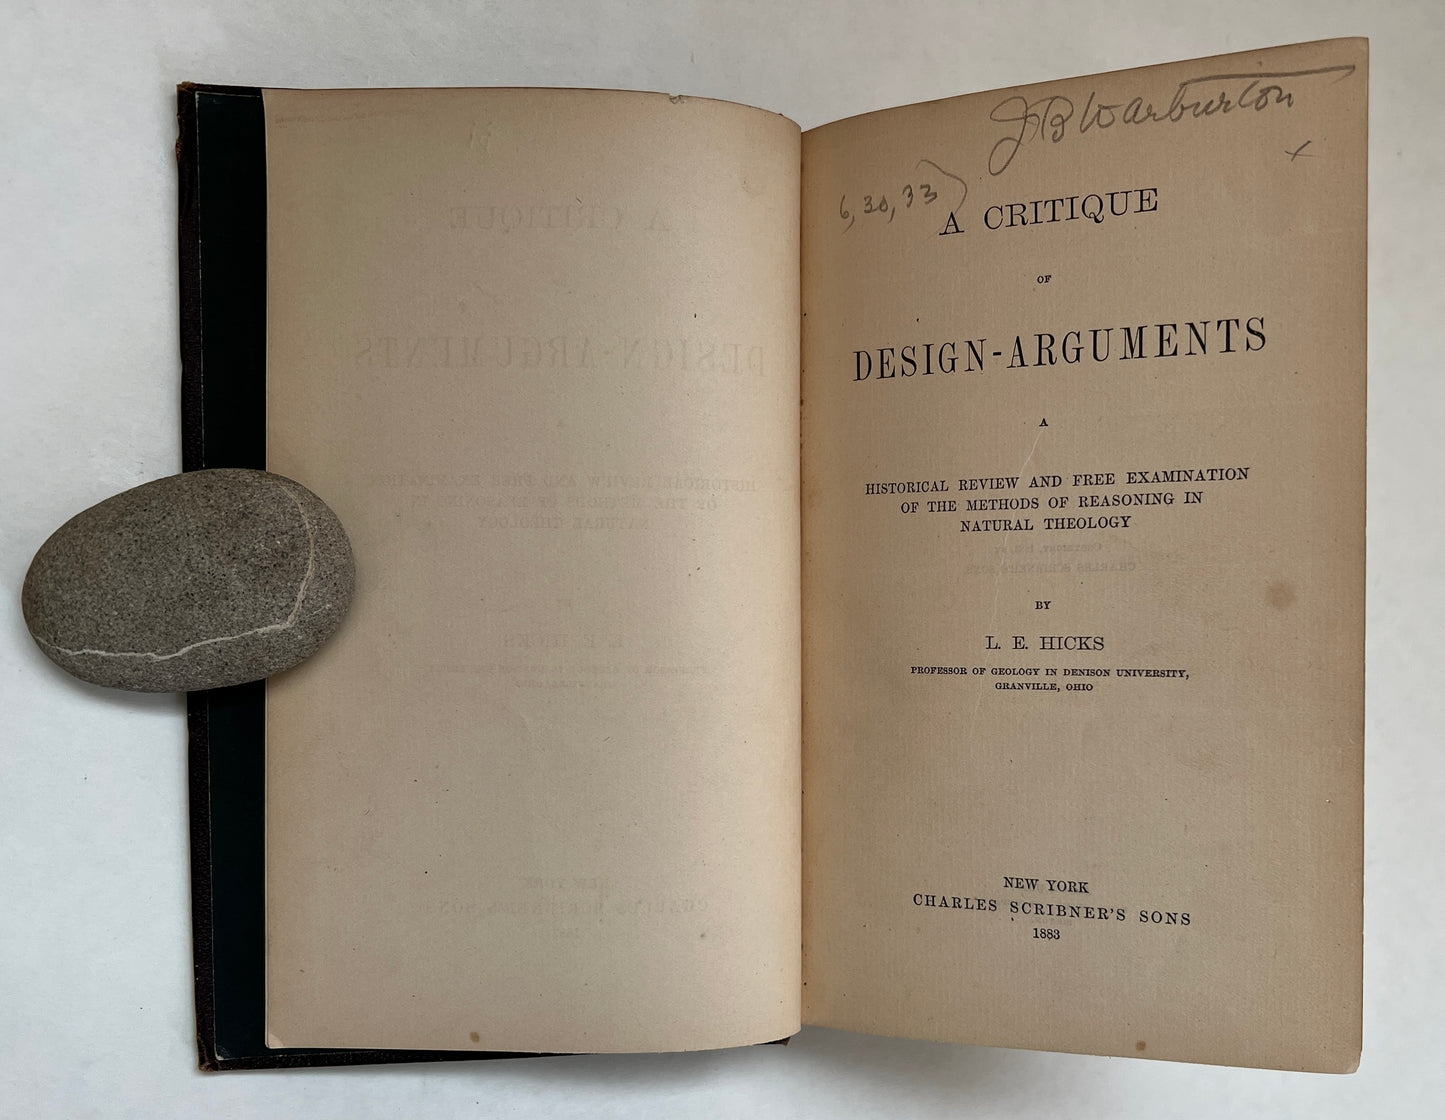 J B Warburton
x
6, 30, 33)
A CRITIQUE
OF
DESIGN-ARGUMENTS
A
HISTORICAL REVIEW AND FREE EXAMINATION
OF THE METHODS OF REASONING IN
NATURAL THEOLOGY
BY
L. E. HICKS
PROFESSOR OF GEOLOGY IN DENISON UNIVERSITY,
GRANVILLE, OHIO
NEW YORK
CHARLES SCRIBNER'S SONS
1883